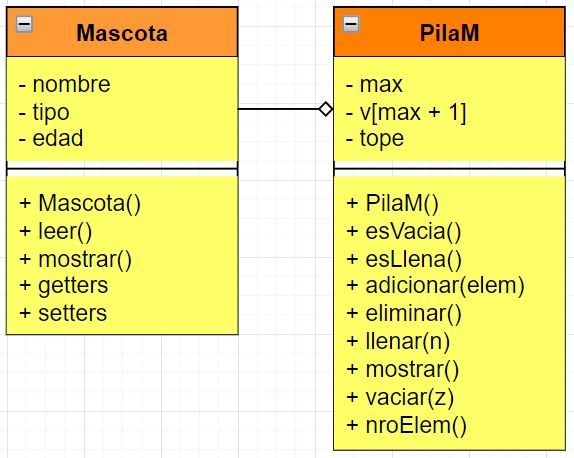 Mascota
- nombre
- tipo
- edad
+ Mascota()
+ leer()
+ mostrar()
+ getters
+ setters
PilaM
- max
- v[max + 1]
- tope
+ PilaM()
+ esVacia()
+ esLlena()
+ adicionar(elem)
+ eliminar()
+ llenar(n)
+ mostrar()
+ vaciar(z)
+ nroElem()